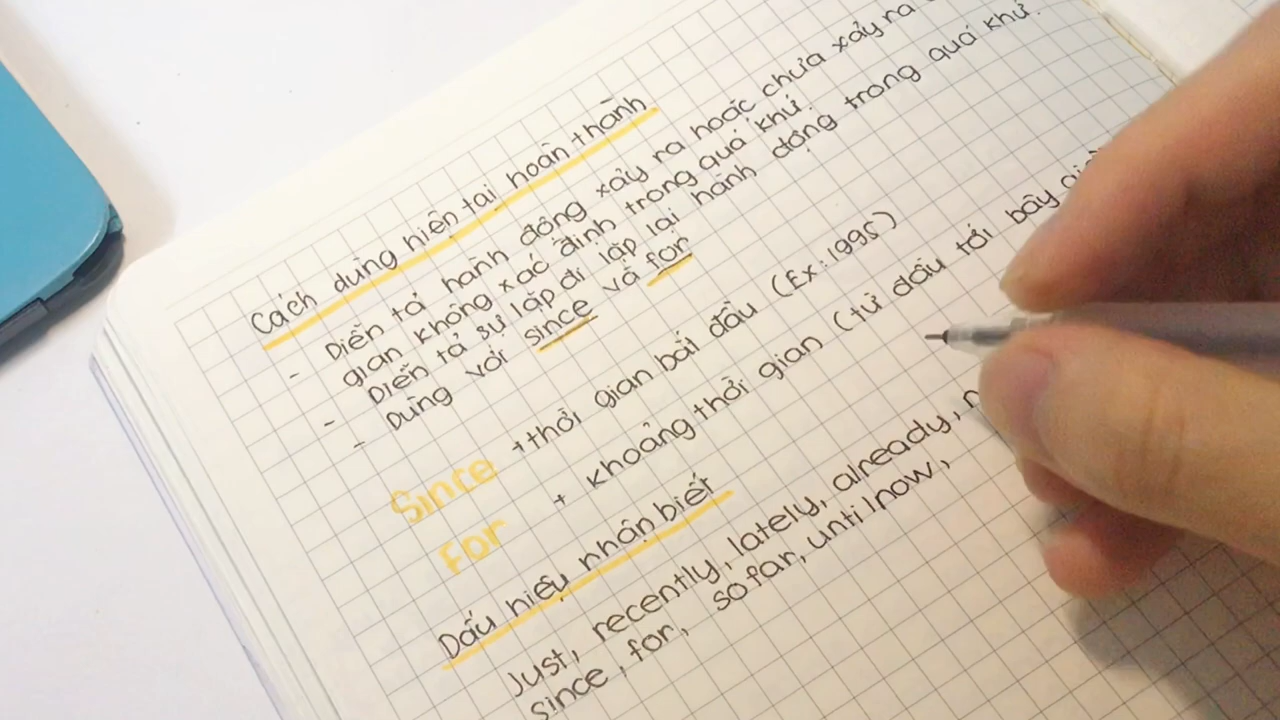 Cách dùng hiện tại hoàn thành
- Diễn tả hành động xảy ra hoặc chưa xảy ra
gian không xác định trong quá khứ.
- Diễn tả sự lặp đi lặp lại hành động trong quá khứ.
- Dùng với since và for
Since +thời gian bắt đầu (Ex:1995)
For + khoảng thời gian (từ đầu tới bây
Dấu hiệu nhận biết
Just, recently, lately, already,
since, for, so far, until now,